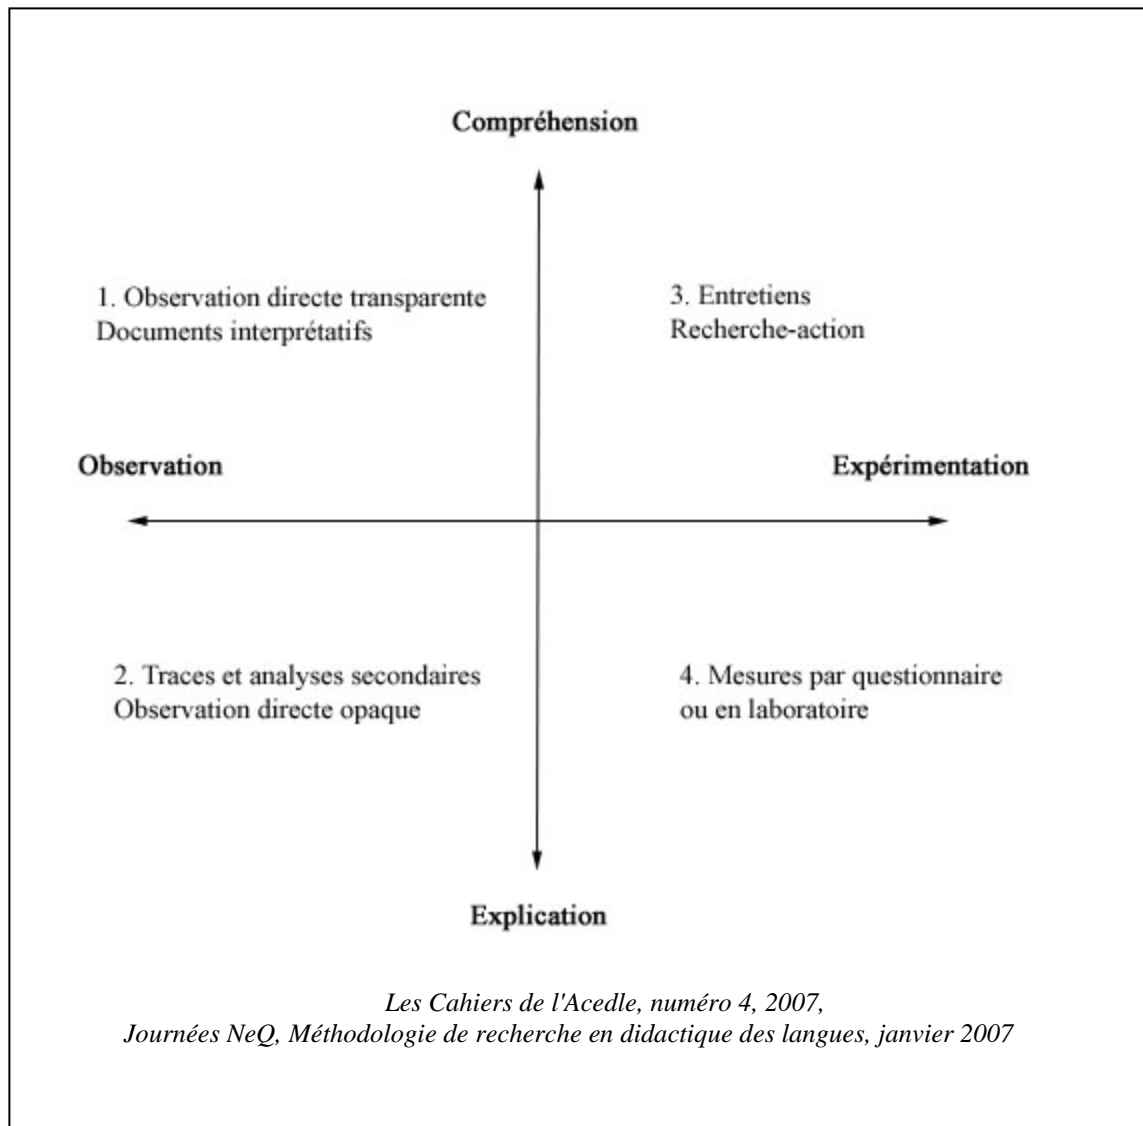 Compréhension
1. Observation directe transparente
Documents interprétatifs
3. Entretiens
Recherche-action
Observation
Expérimentation
2. Traces et analyses secondaires
Observation directe opaque
4. Mesures par questionnaire
ou en laboratoire
Explication
Les Cahiers de l'Acedle, numéro 4, 2007,
Journées NeQ, Méthodologie de recherche en didactique des langues, janvier 2007